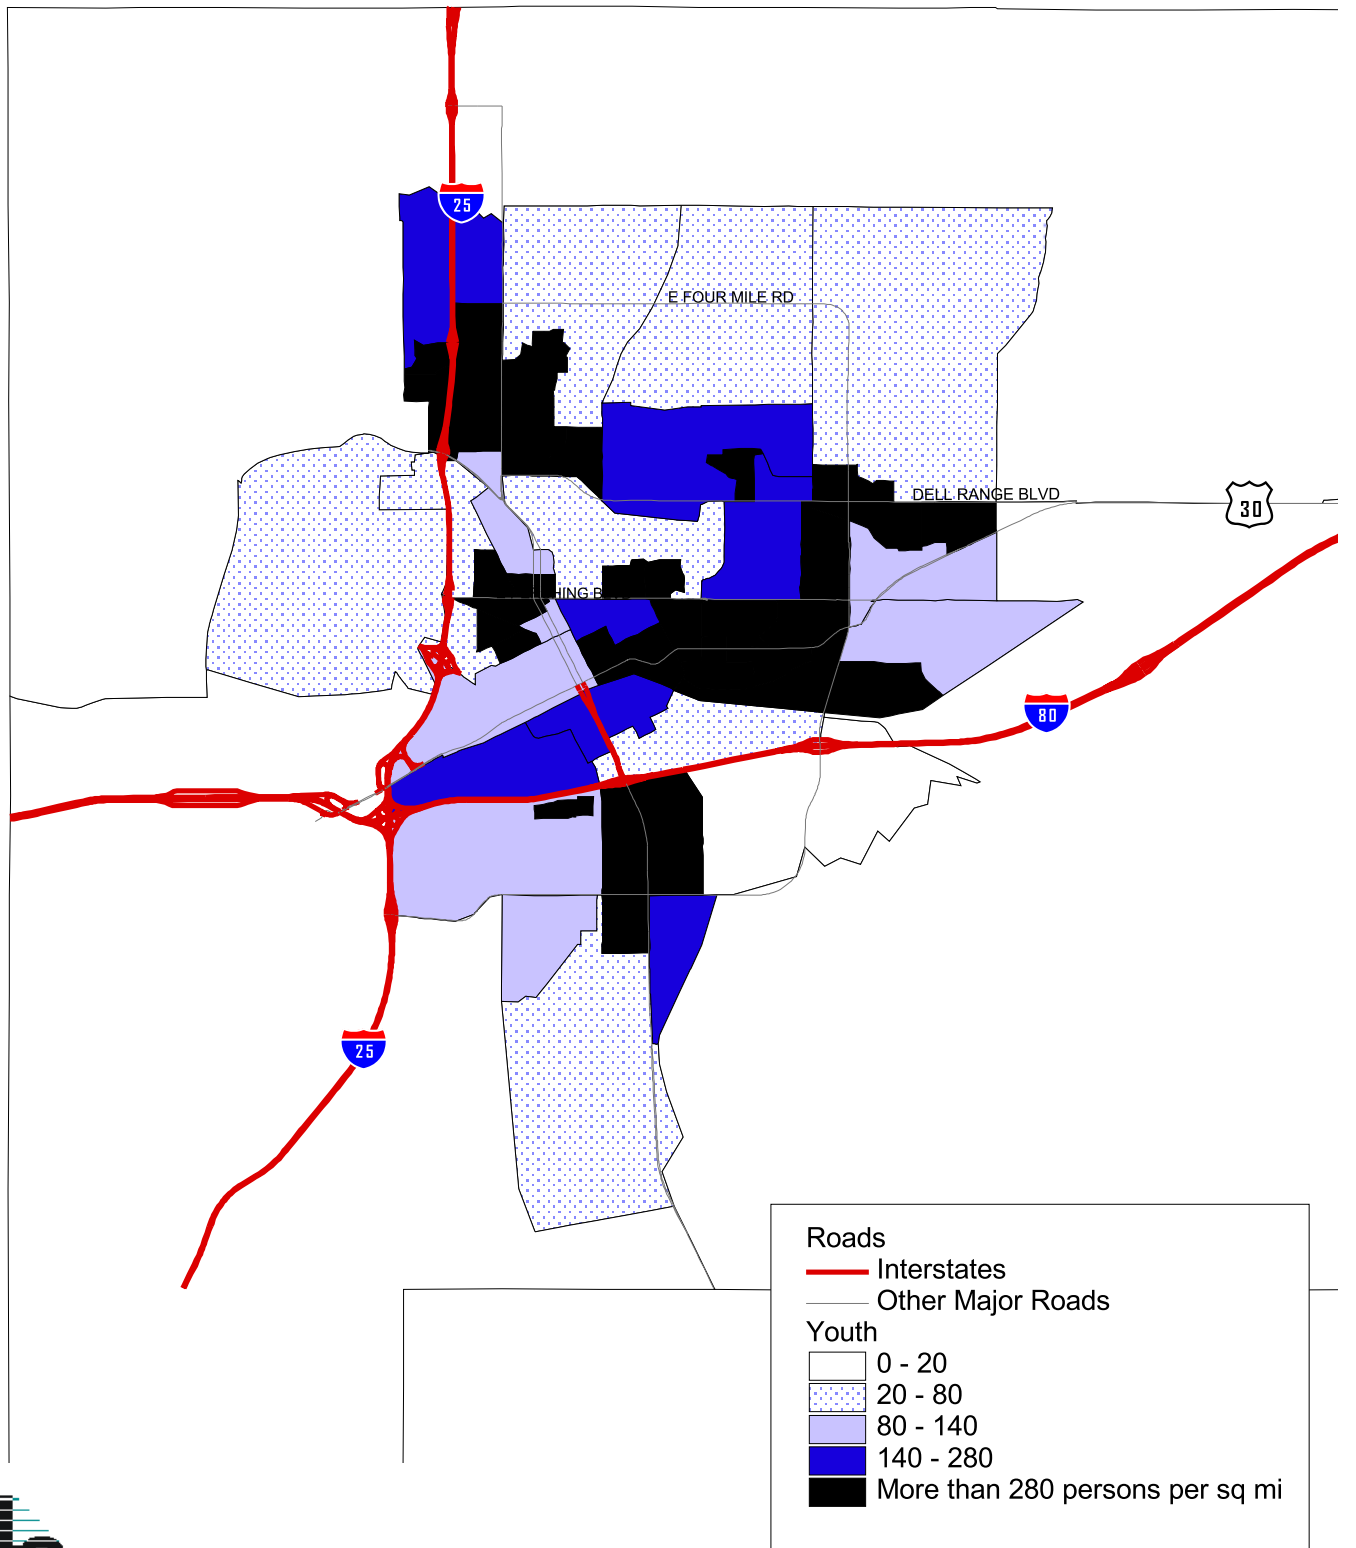 25
E FOUR MILE RD
DELL RANGE BLVD
30
80
25
Roads
Interstates
Other Major Roads
Youth
0 - 20
20 - 80
80 - 140
140 - 280
More than 280 persons per sq mi